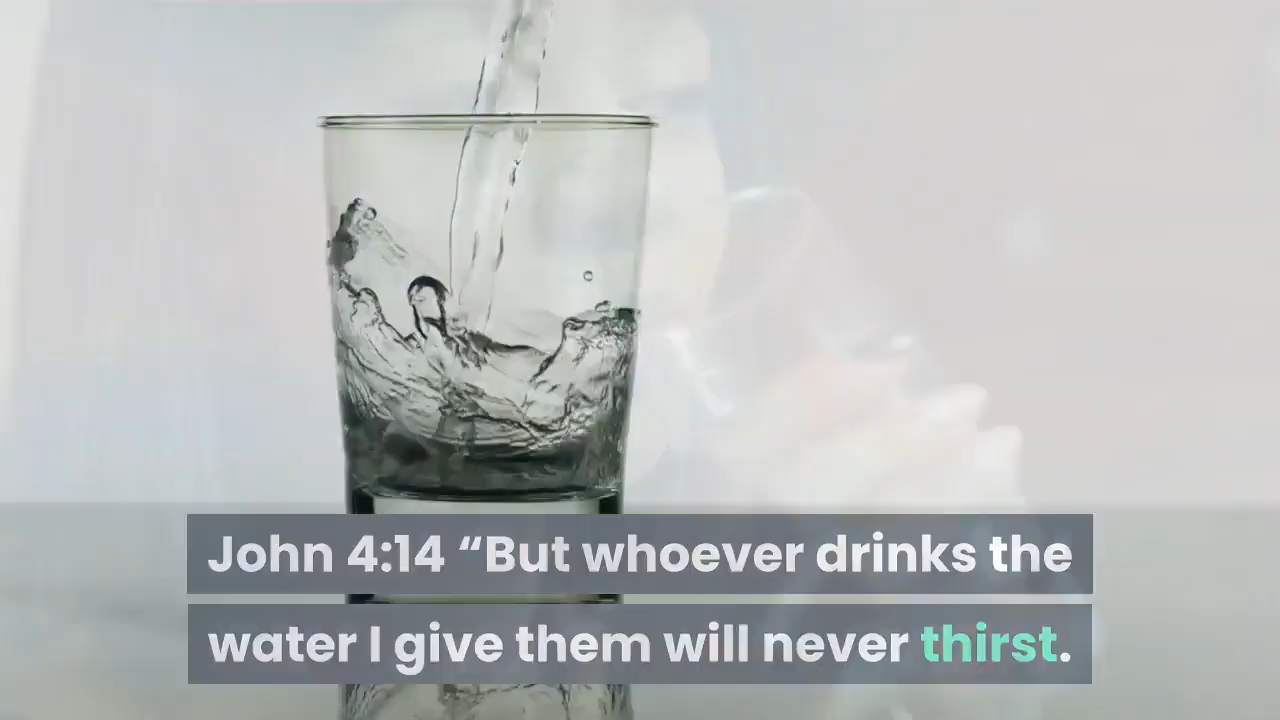 John 4:14 “But whoever drinks the
water I give them will never thirst.